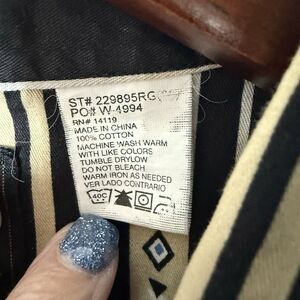 ST# 229895RG
PO# W-4994
RN# 14119
MADE IN CHINA
100% COTTON
MACHINE WASH WARM
WITH LIKE COLORS
TUMBLE DRYLOW
DO NOT BLEACH
WARM IRON AS NEEDED
VER LADO CONTRARIO
40C